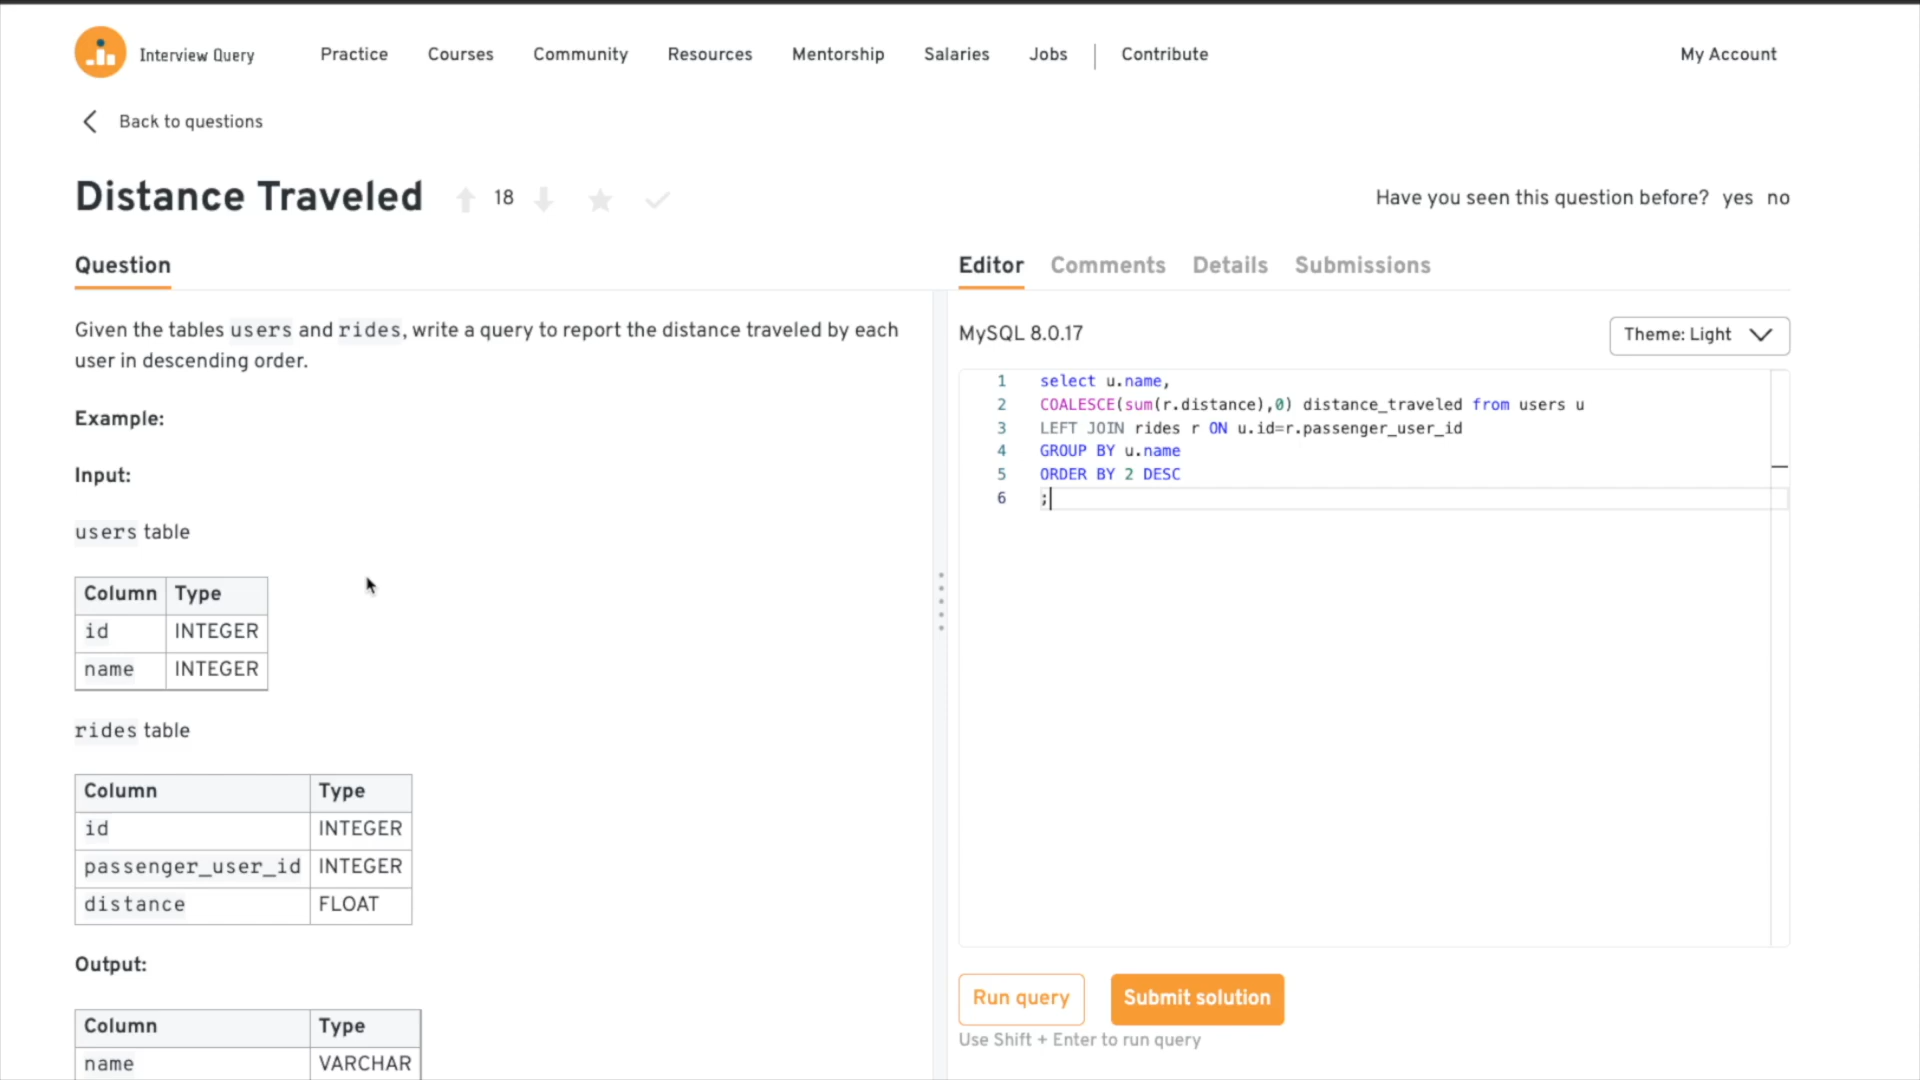 Interview Query
Practice
Courses
Community
Resources
Mentorship
Salaries
Jobs
Contribute
My Account
Back to questions
Distance Traveled
18
Have you seen this question before? yes no
Question
Given the tables users and rides, write a query to report the distance traveled by each
user in descending order.
Example:
Input:
users table
Column Type
id INTEGER
name INTEGER
rides table
Column Type
id INTEGER
passenger_user_id INTEGER
distance FLOAT
Output:
Column Type
name VARCHAR
Editor Comments Details Submissions
MySQL 8.0.17
Theme: Light
1 select u.name,
2 COALESCE(sum(r.distance),0) distance_traveled from users u
3 LEFT JOIN rides r ON u.id=r.passenger_user_id
4 GROUP BY u.name
5 ORDER BY 2 DESC
6 ;
Run query
Submit solution
Use Shift + Enter to run query